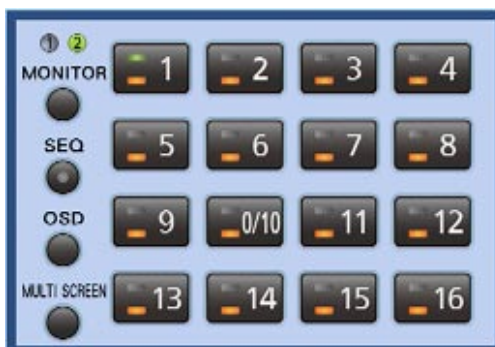 1 2
MONITOR 1 2 3 4
SEQ 5 6 7 8
OSD 9 0/10 11 12
MULTI SCREEN 13 14 15 16